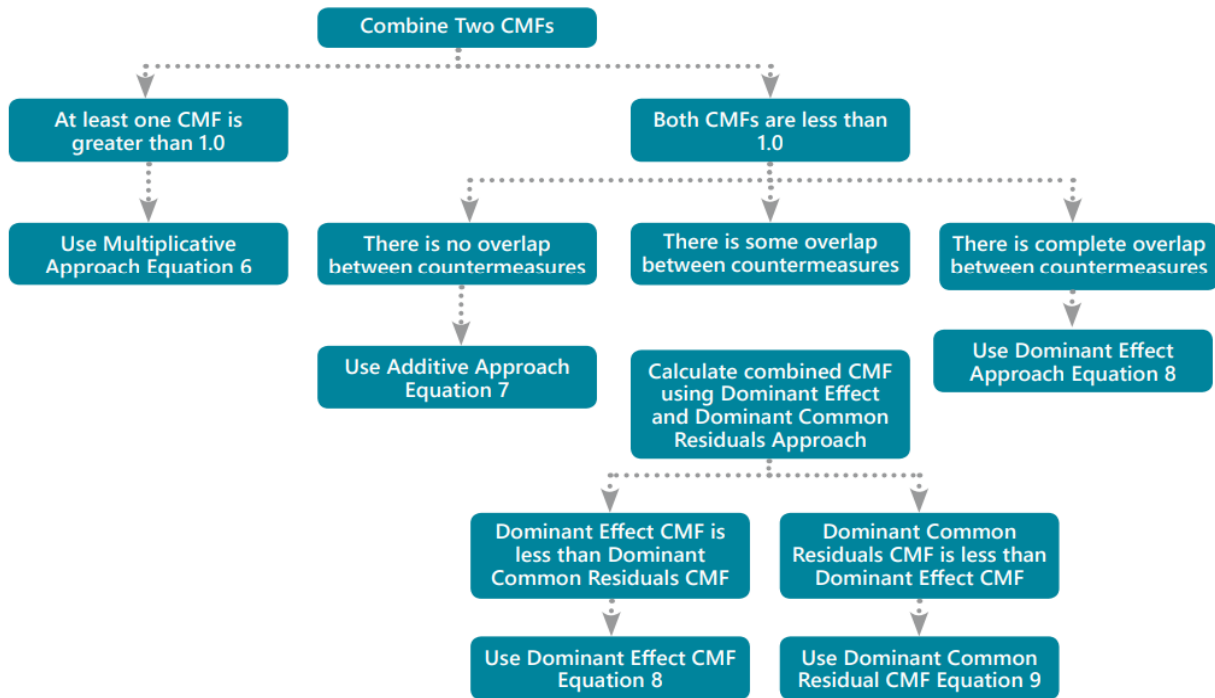 Combine Two CMFs
At least one CMF is
greater than 1.0
Both CMFs are less than
1.0
Use Multiplicative
Approach Equation 6
There is no overlap
between countermeasures
There is some overlap
between countermeasures
There is complete overlap
between countermeasures
Use Additive Approach
Equation 7
Calculate combined CMF
using Dominant Effect
and Dominant Common
Residuals Approach
Use Dominant Effect
Approach Equation 8
Dominant Effect CMF is
less than Dominant
Common Residuals CMF
Dominant Common
Residuals CMF is less than
Dominant Effect CMF
Use Dominant Effect CMF
Equation 8
Use Dominant Common
Residual CMF Equation 9